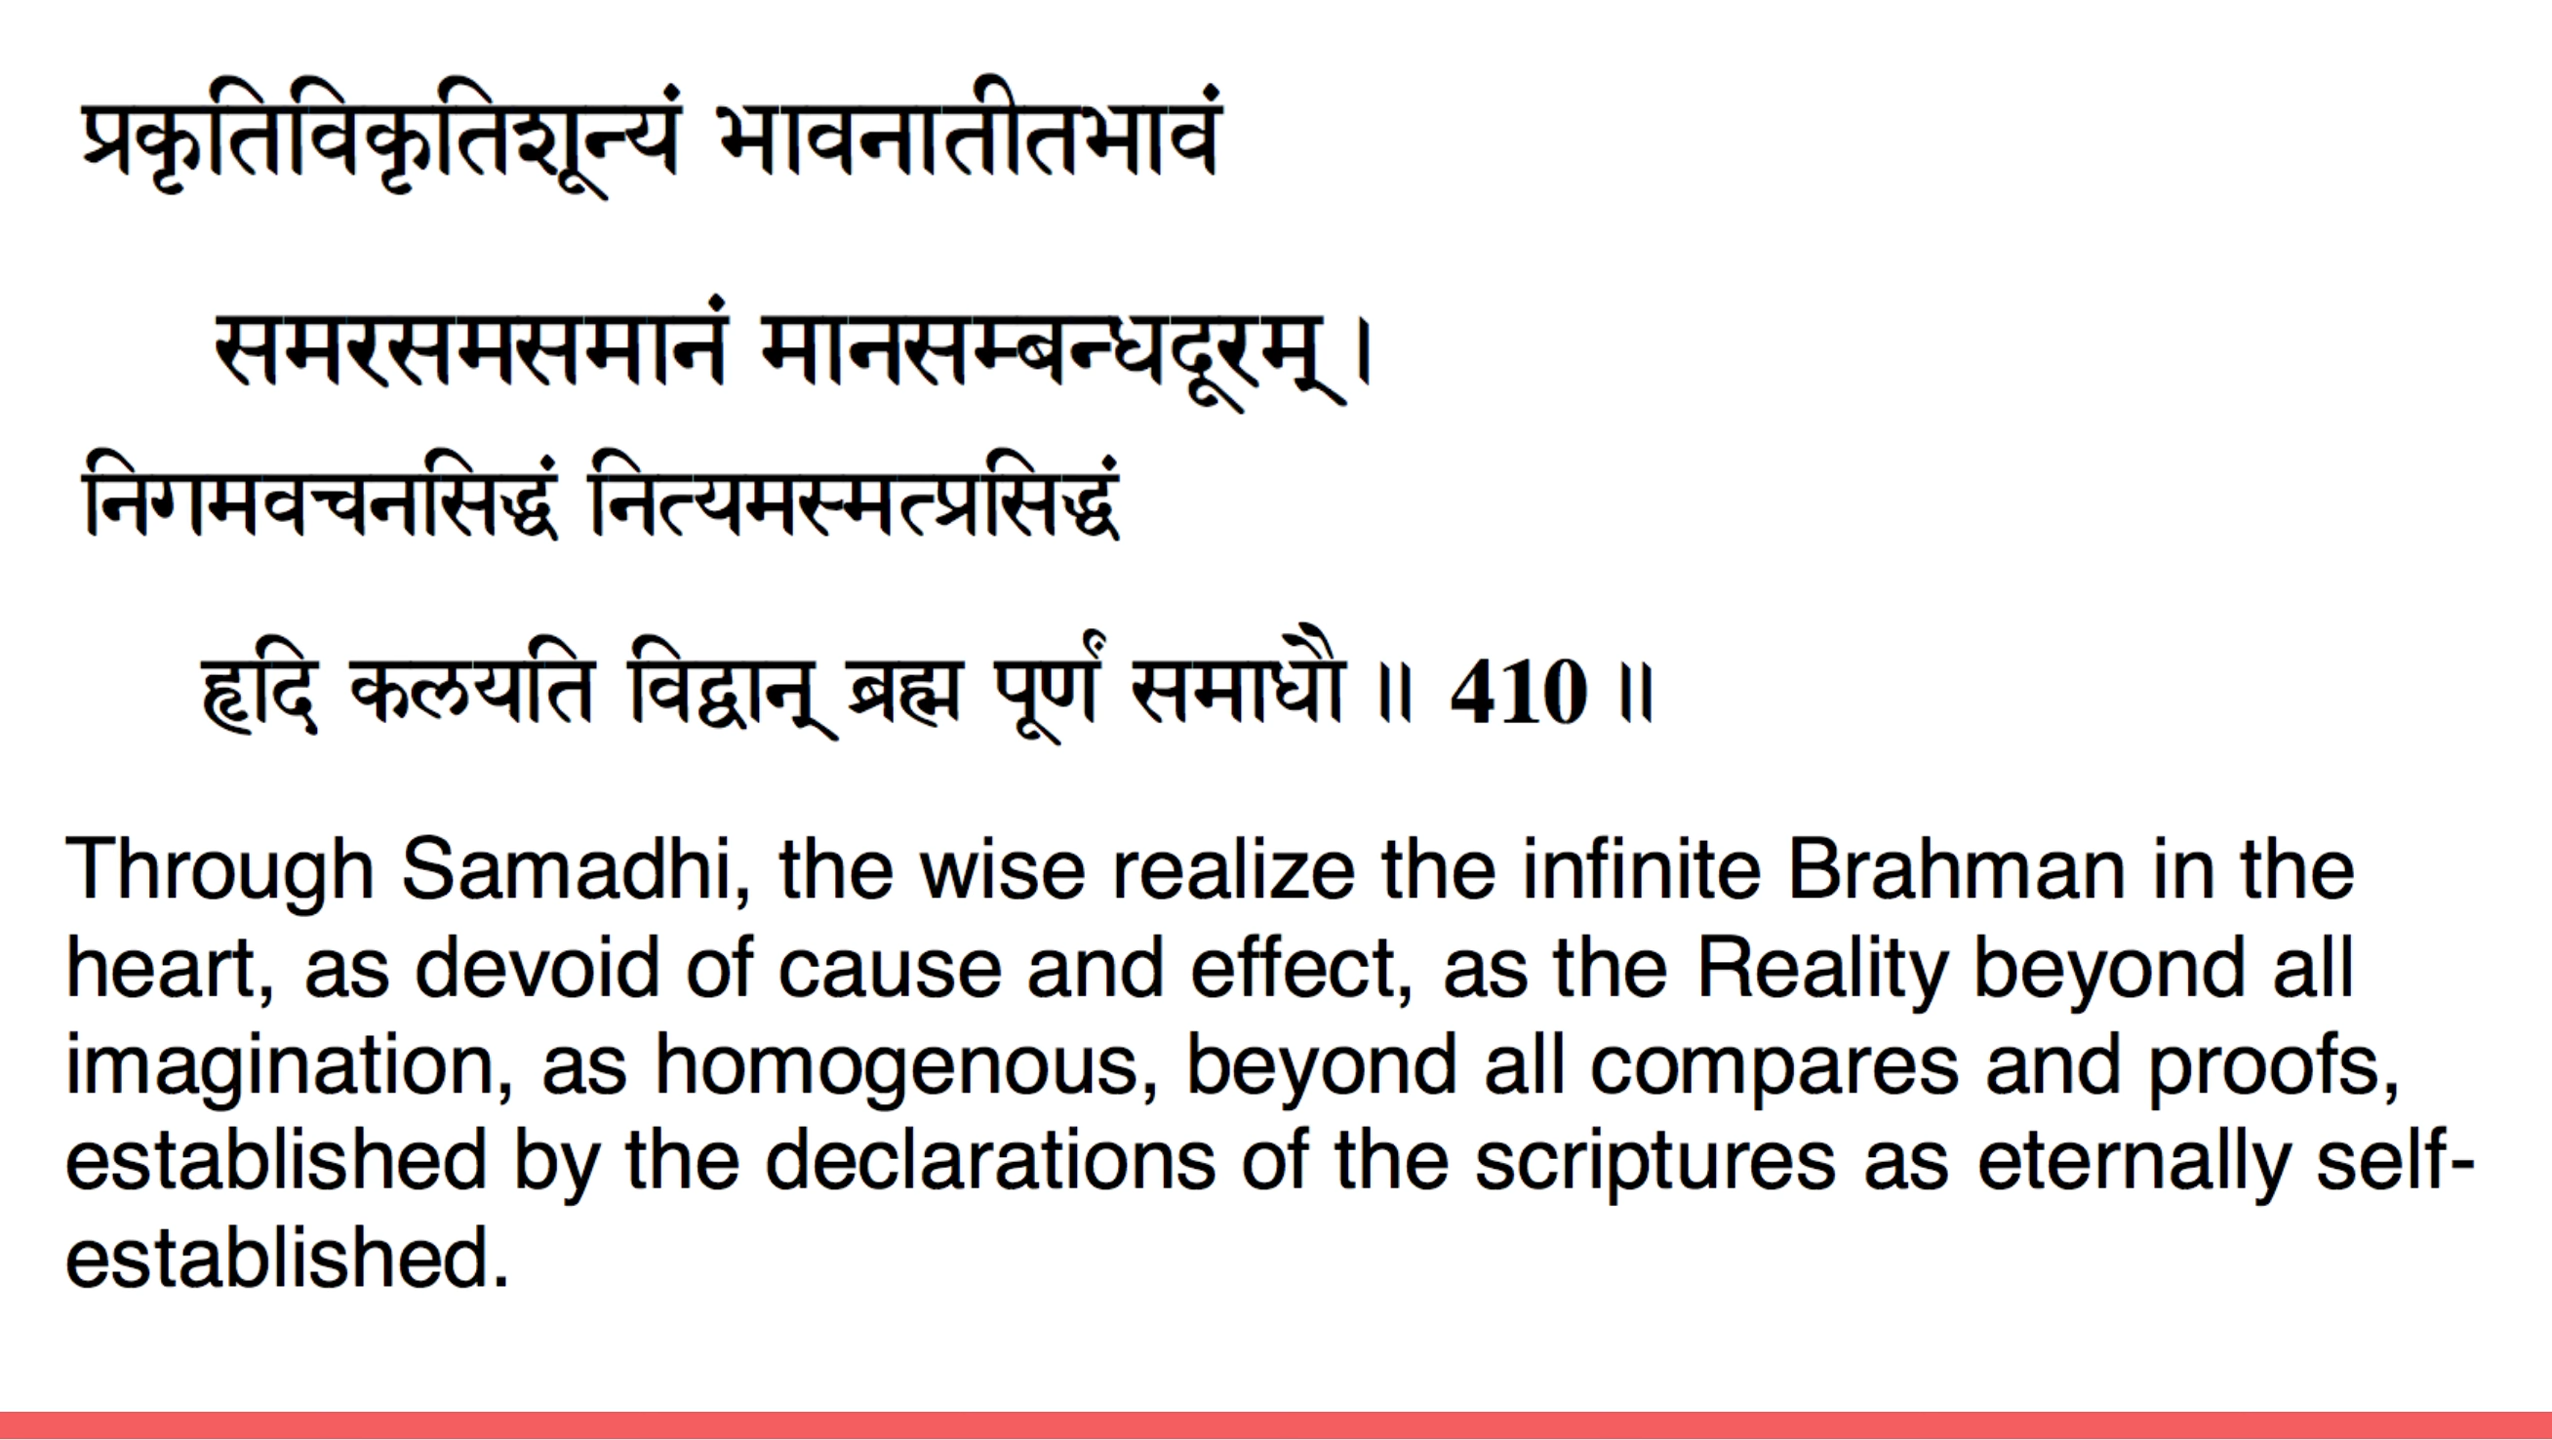 प्रकृतिविकृतिशून्यं भावनातीतभावं
समरसमसमानं मानसम्बन्धदूरम् ।
निगमवचनसिद्धं नित्यमस्मत्प्रसिद्धं
हृदि कलयति विद्वान् ब्रह्म पूर्णं समाधौ ॥ 410 ॥
Through Samadhi, the wise realize the infinite Brahman in the
heart, as devoid of cause and effect, as the Reality beyond all
imagination, as homogenous, beyond all compares and proofs,
established by the declarations of the scriptures as eternally self-
established.